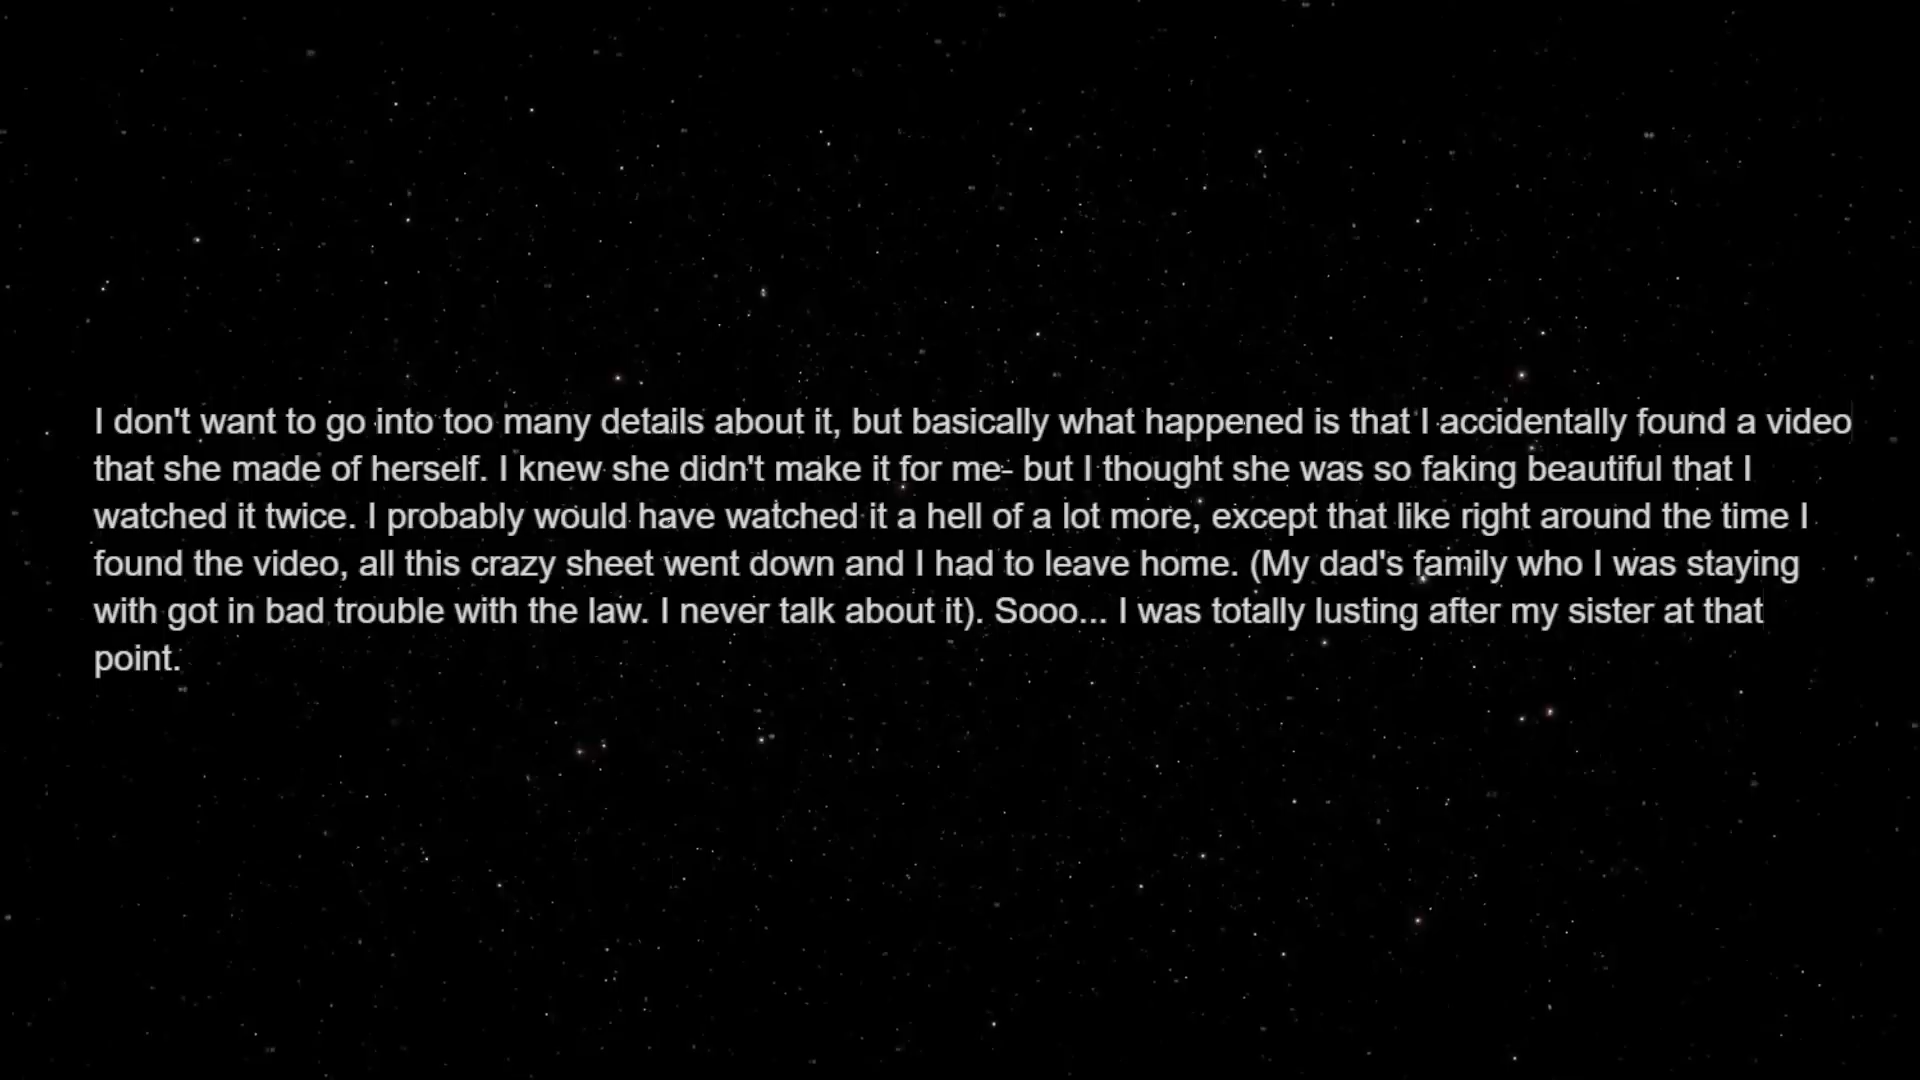 I don't want to go into too many details about it, but basically what happened is that I accidentally found a video
that she made of herself. I knew she didn't make it for me- but I thought she was so faking beautiful that I
watched it twice. I probably would have watched it a hell of a lot more, except that like right around the time I
found the video, all this crazy sheet went down and I had to leave home. (My dad's family who I was staying
with got in bad trouble with the law. I never talk about it). Sooo... I was totally lusting after my sister at that
point.